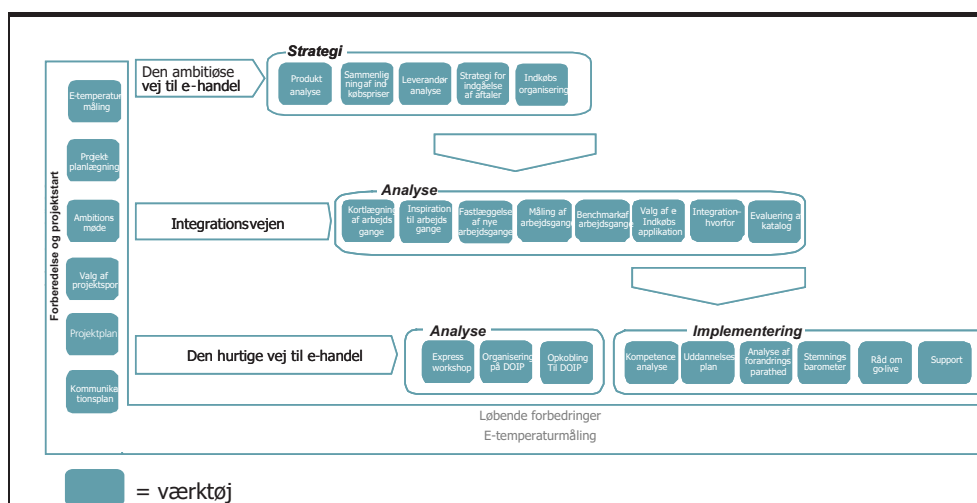 Forberedelse og projektstart
E-temperatur
måling
Projekt
planlægning
Ambitions
møde
Valg af
projektspor
Projektplan
Kommunika
tionsplan
Den ambitiøse
vej til e-handel
Strategi
Produkt
analyse
Sammenlig
ning af ind
købspriser
Leverandør
analyse
Strategi for
indgåelse
af aftaler
Indkøbs
organisering
Integrationsvejen
Analyse
Kortlægning
af arbejds
gange
Inspiration
til arbejds
gange
Fastlæggelse
af nye
arbejdsgange
Måling af
arbejdsgange
Benchmarkaf
arbejdsgange
Valg af e
Indkøbs
applikation
Integration-
hvorfor
Evaluering a
katalog
Den hurtige vej til e-handel
Analyse
Express
workshop
Organisering
på DOIP
Opkobling
Til DOIP
Implementering
Kompetence
analyse
Uddannelses
plan
Analyse af
forandrings
parathed
Stemnings
barometer
Råd om
go-live
Support
Løbende forbedringer
E-temperaturmåling
= værktøj